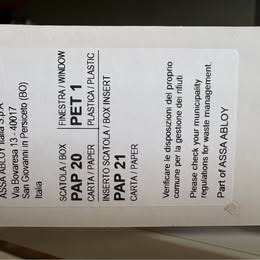 ASSA ABLOY Italia S.p.A
Via Bovaresa 13 - 40017
San Giovanni in Persiceto (BO)
Italia
SCATOLA / BOX
PAP 20
CARTA / PAPER
FINESTRA / WINDOW
PET 1
PLASTICA / PLASTIC
INSERTO SCATOLA / BOX INSERT
PAP 21
CARTA / PAPER
Verificare le disposizioni del proprio
comune per la gestione dei rifiuti.
Please check your municipality
regulations for waste management.
Part of ASSA ABLOY